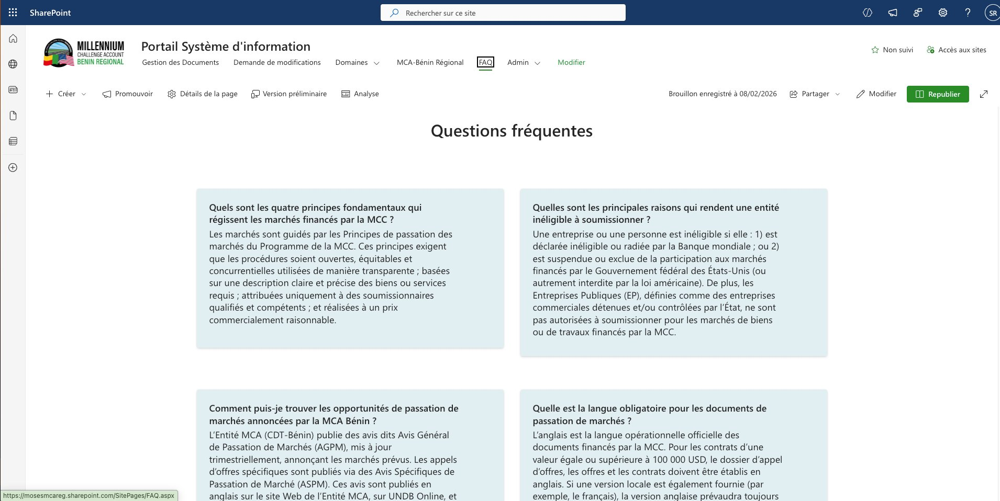 SharePoint
Rechercher sur ce site
?
SR
MILLENNIUM
CHALLENGE ACCOUNT
BENIN REGIONAL
Portail Système d'information
Non suivi
Accès aux sites
Gestion des Documents Demande de modifications Domaines MCA-Bénin Régional FAQ Admin Modifier
Créer Promouvoir Détails de la page Version préliminaire Analyse Brouillon enregistré à 08/02/2026 Partager Modifier Republier
Questions fréquentes
Quels sont les quatre principes fondamentaux qui
régissent les marchés financés par la MCC ?
Les marchés sont guidés par les Principes de passation des
marchés du Programme de la MCC. Ces principes exigent
que les procédures soient ouvertes, équitables et
concurrentielles utilisées de manière transparente ; basées
sur une description claire et précise des biens ou services
requis ; attribuées uniquement à des soumissionnaires
qualifiés et compétents ; et réalisées à un prix
commercialement raisonnable.
Quelles sont les principales raisons qui rendent une entité
inéligible à soumissionner ?
Une entreprise ou une personne est inéligible si elle : 1) est
déclarée inéligible ou radiée par la Banque mondiale ; ou 2)
est suspendue ou exclue de la participation aux marchés
financés par le Gouvernement fédéral des États-Unis (ou
autrement interdite par la loi américaine). De plus, les
Entreprises Publiques (EP), définies comme des entreprises
commerciales détenues et/ou contrôlées par l’État, ne sont
pas autorisées à soumissionner pour les marchés de biens
ou de travaux financés par la MCC.
Comment puis-je trouver les opportunités de passation de
marchés annoncées par la MCA Bénin ?
L’Entité MCA (CDT-Bénin) publie des avis dits Avis Général
de Passation de Marchés (AGPM), mis à jour
trimestriellement, annonçant les marchés prévus. Les appels
d’offres spécifiques sont publiés via des Avis Spécifiques de
Passation de Marché (ASPM). Ces avis sont publiés en
anglais sur le site Web de l’Entité MCA, sur UNDB Online, et
Quelle est la langue obligatoire pour les documents de
passation de marchés ?
L’anglais est la langue opérationnelle officielle des
documents financés par la MCC. Pour les contrats d’une
valeur égale ou supérieure à 100 000 USD, le dossier d’appel
d’offres, les offres et les contrats doivent être établis en
anglais. Si une version locale est également fournie (par
exemple, le français), la version anglaise prévaudra toujours
https://mosesmcareg.sharepoint.com/SitePages/FAQ.aspx